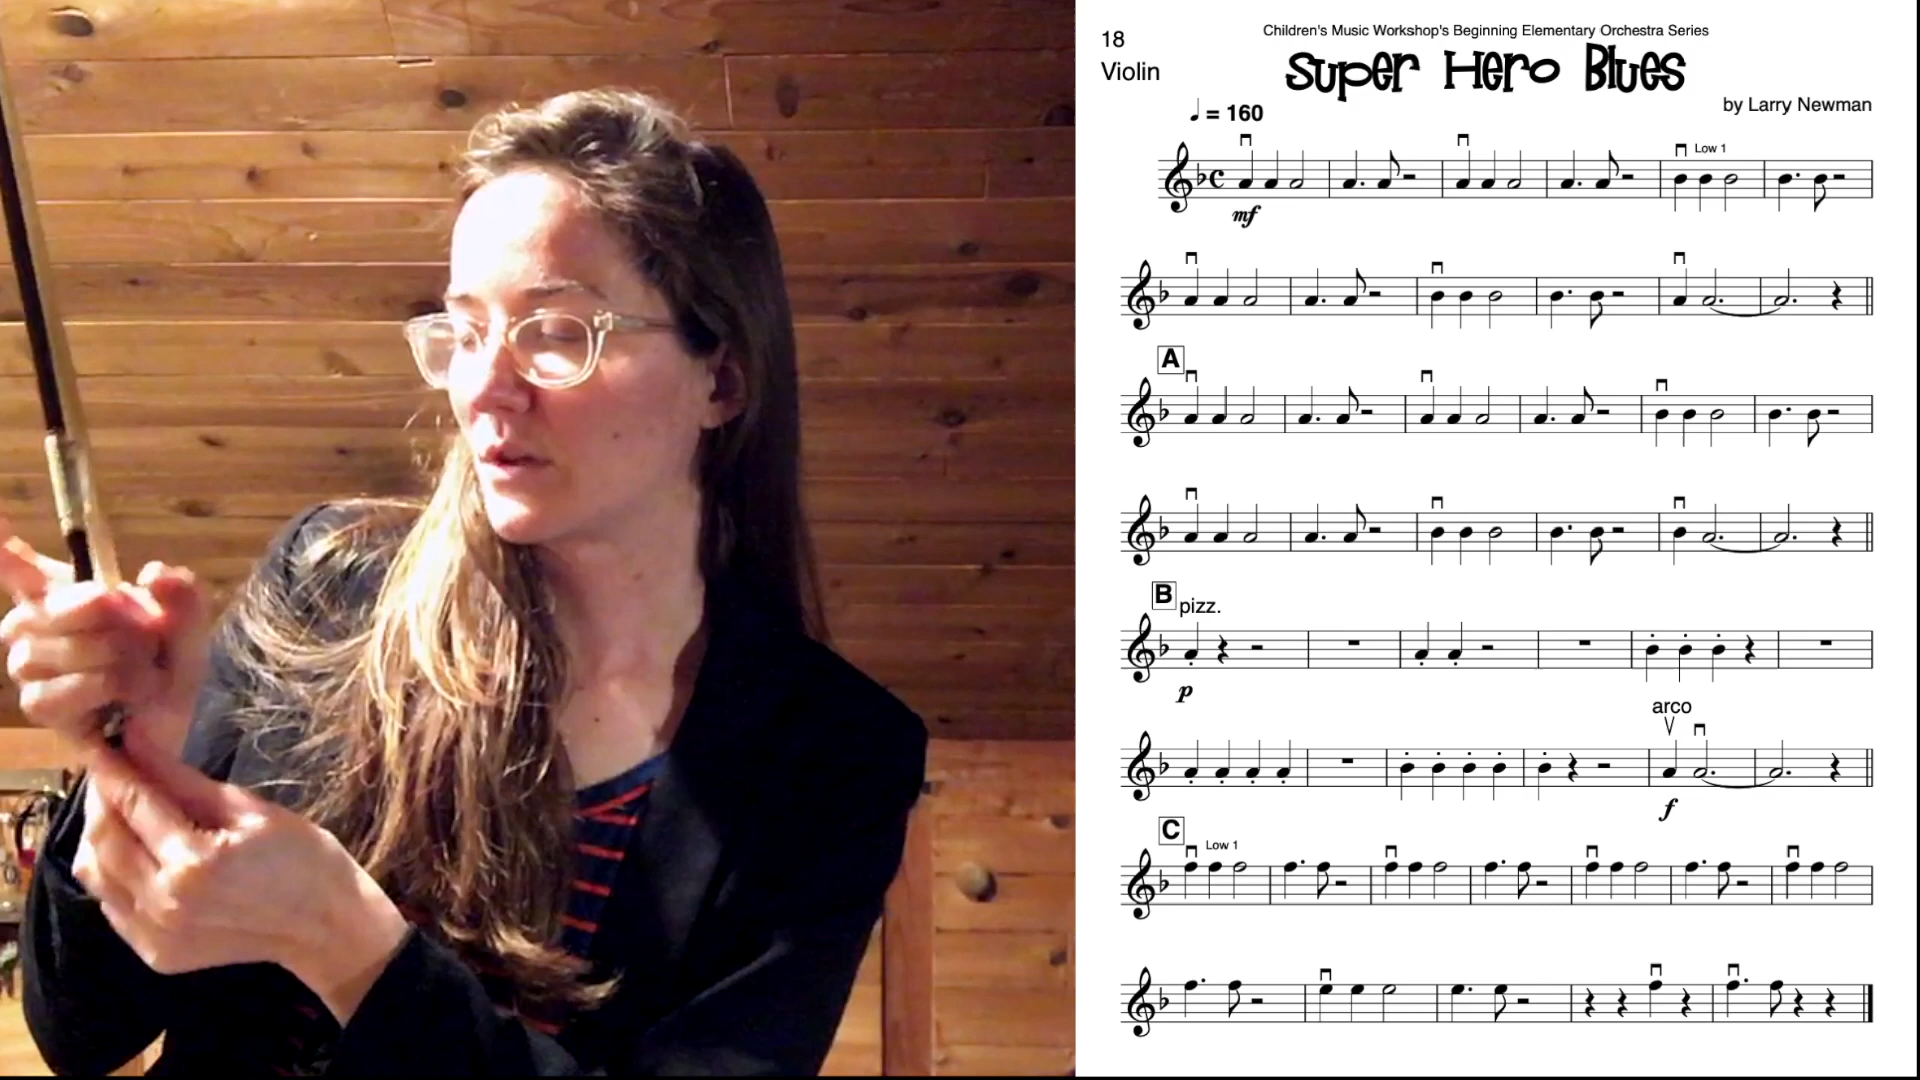 Children's Music Workshop's Beginning Elementary Orchestra Series
18
Super Hero Blues
Violin
by Larry Newman
= 160
Low 1
mf
A
B
pizz.
p
arco
f
C
Low 1